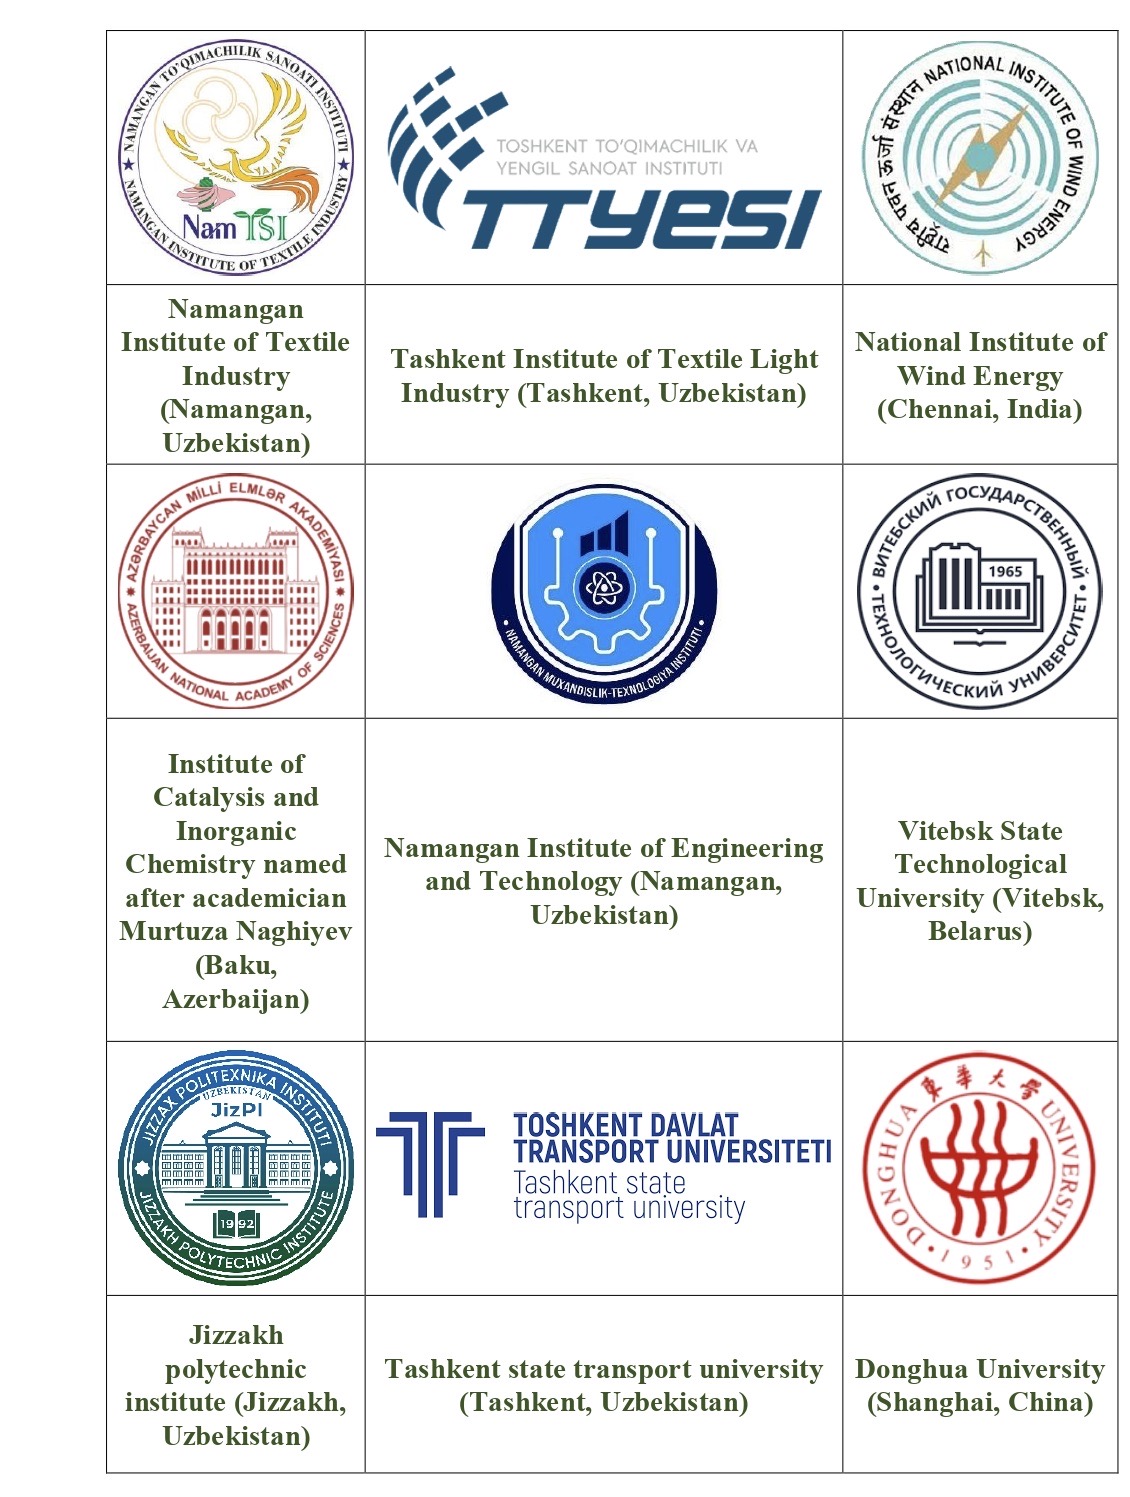 NAMANGAN TO'QIMACHILIK SANOATI INSTITUTI
NAMANGAN INSTITUTE OF TEXTILE INDUSTRY
NamTSI
TOSHKENT TO'QIMACHILIK VA
YENGIL SANOAT INSTITUTI
TTYESI
राष्ट्रीय पवन ऊर्जा संस्थान NATIONAL INSTITUTE OF WIND ENERGY
Namangan
Institute of Textile
Industry
(Namangan,
Uzbekistan)
Tashkent Institute of Textile Light
Industry (Tashkent, Uzbekistan)
National Institute of
Wind Energy
(Chennai, India)
AZƏRBAYCAN MİLLİ ELMLƏR AKADEMİYASI
AZERBAIJAN NATIONAL ACADEMY OF SCIENCES
NAMANGAN MUXANDISLIK-TEXNOLOGIYA INSTITUTI
ВИТЕБСКИЙ ГОСУДАРСТВЕННЫЙ
1965
ТЕХНОЛОГИЧЕСКИЙ УНИВЕРСИТЕТ
Institute of
Catalysis and
Inorganic
Chemistry named
after academician
Murtuza Naghiyev
(Baku,
Azerbaijan)
Namangan Institute of Engineering
and Technology (Namangan,
Uzbekistan)
Vitebsk State
Technological
University (Vitebsk,
Belarus)
JIZZAX POLITEXNIKA INSTITUTI
UZBEKISTAN
JizPI
1992
JIZZAKH POLYTECHNIC INSTITUTE
TOSHKENT DAVLAT
TRANSPORT UNIVERSITETI
Tashkent state
transport university
東華大學
DONGHUA UNIVERSITY
1951
Jizzakh
polytechnic
institute (Jizzakh,
Uzbekistan)
Tashkent state transport university
(Tashkent, Uzbekistan)
Donghua University
(Shanghai, China)